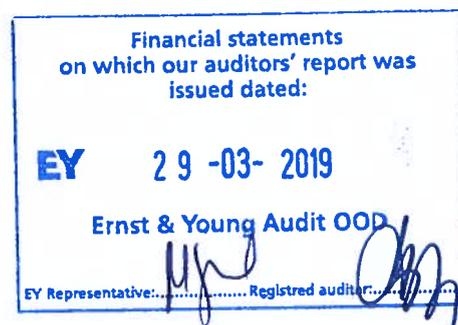 Financial statements
on which our auditors' report was
issued dated:
EY 29 -03- 2019
Ernst & Young Audit OOD
EY Representative:.................. Registred auditor:..................